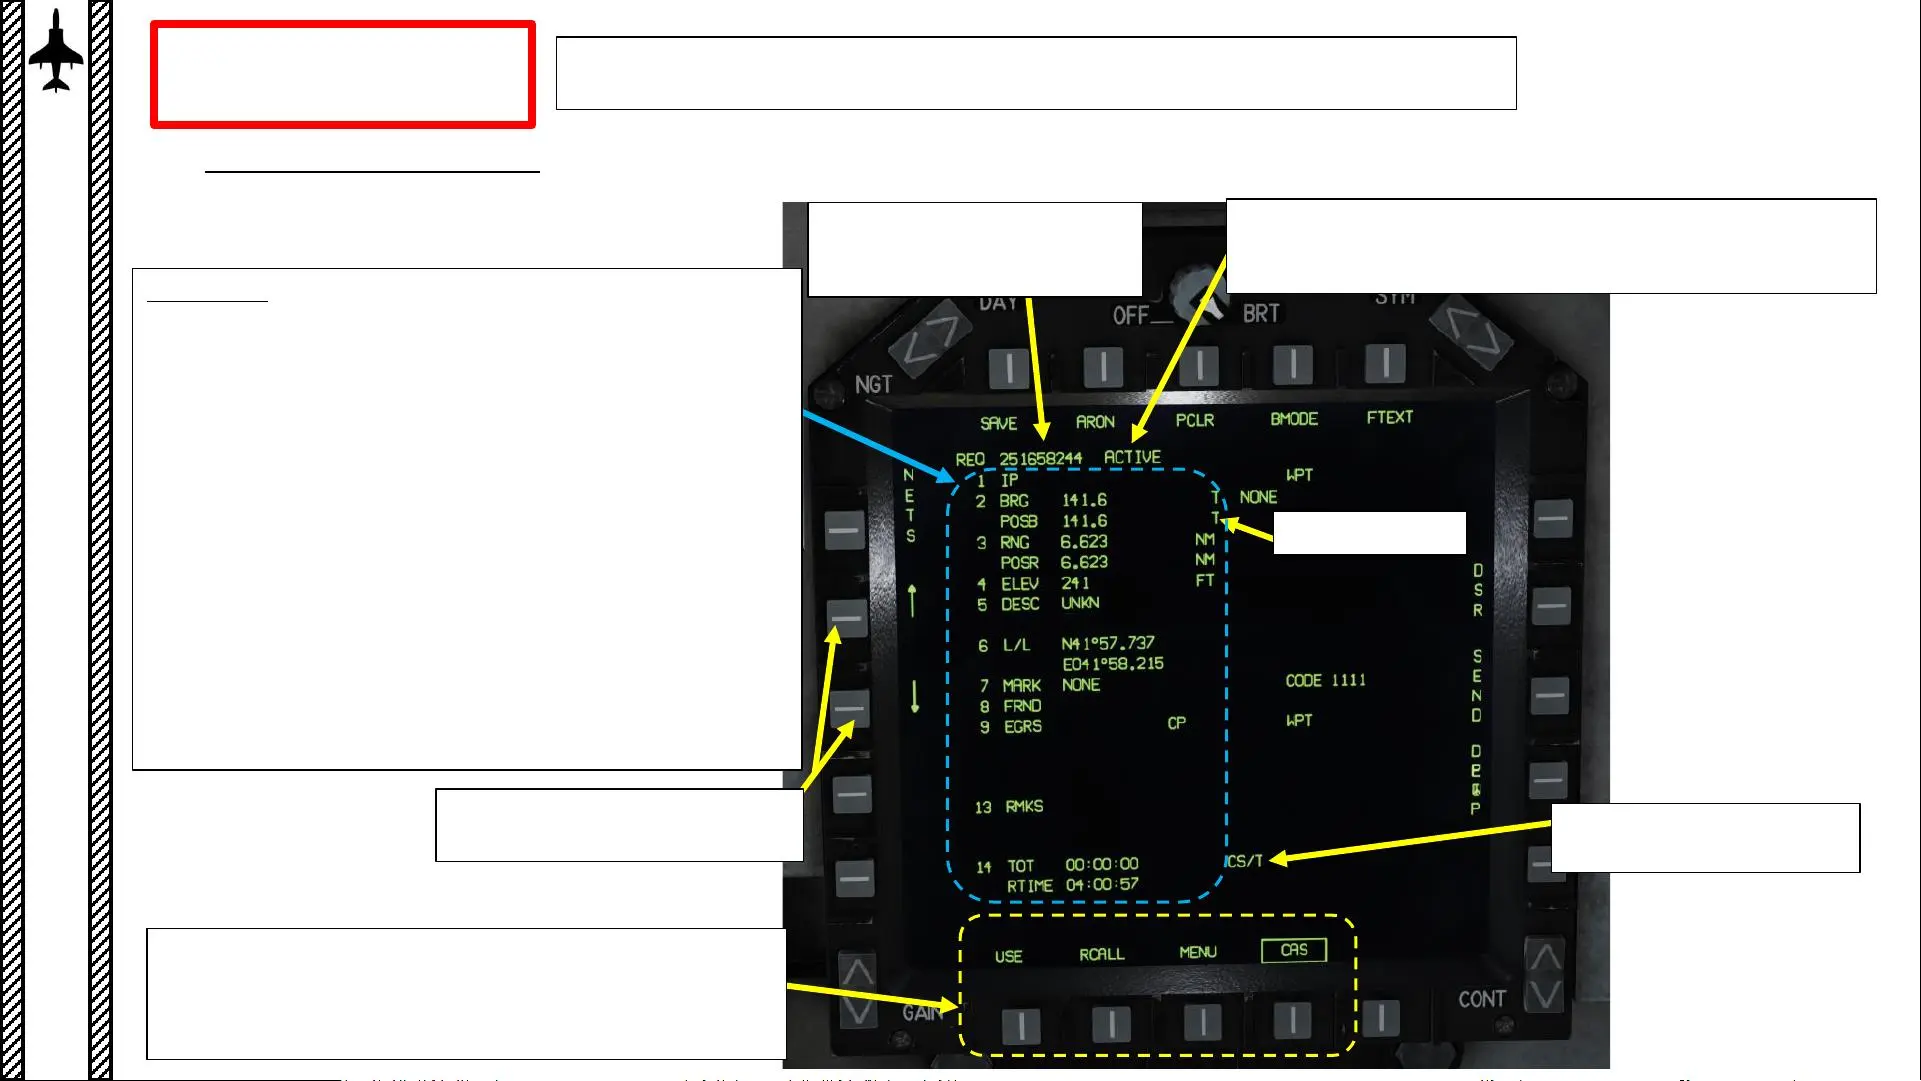 DAY
OFF
BRT
SYM
NGT
SAVE ARON PCLR BMODE FTEXT
REQ 251658244 ACTIVE
NETS
1 IP WPT
2 BRG 141.6 T NONE
POSB 141.6 T
3 RNG 6.623 NM
POSR 6.623 NM
4 ELEV 241 FT
5 DESC UNKN
DSR
6 L/L N41°57.737
E041°58.215
SEND
7 MARK NONE CODE 1111
8 FRND
9 EGRS CP WPT
13 RMKS
14 TOT 00:00:00 CS/T
RTIME 04:00:57
USE RCALL MENU CAS
GAIN
CONT